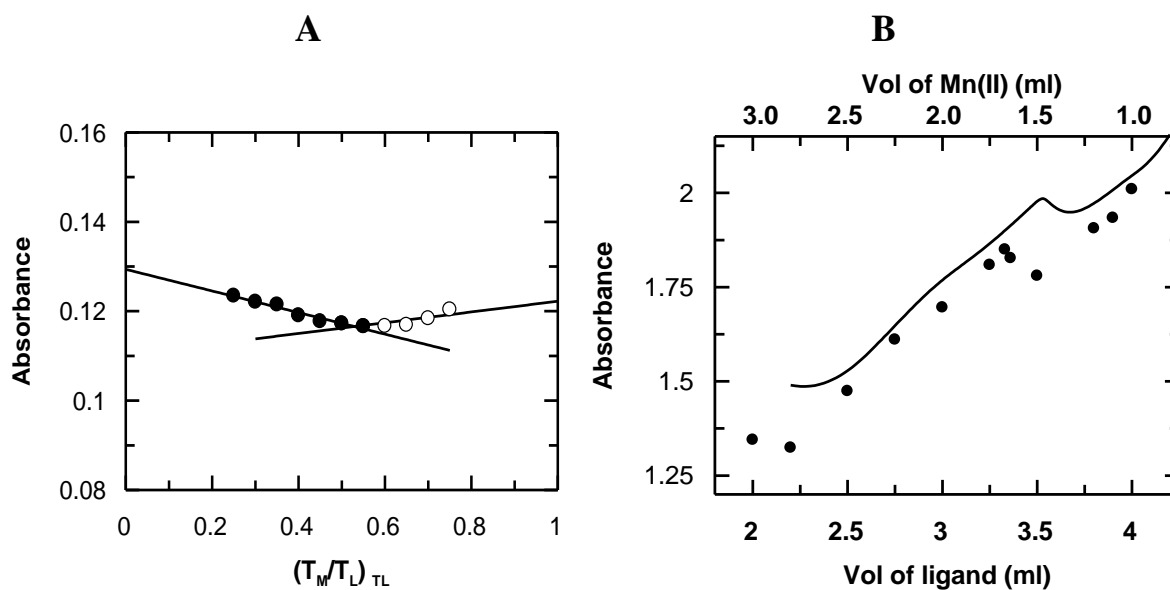 A
B
Absorbance
0.16
0.14
0.12
0.1
0.08
0 0.2 0.4 0.6 0.8 1
(T_M/T_L)_TL
Vol of Mn(II) (ml)
3.0 2.5 2.0 1.5 1.0
Absorbance
2
1.75
1.5
1.25
2 2.5 3 3.5 4
Vol of ligand (ml)